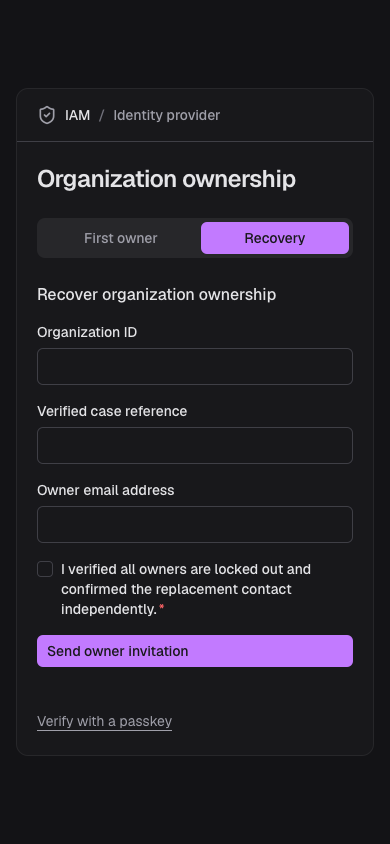 IAM / Identity provider
Organization ownership
First owner
Recovery
Recover organization ownership
Organization ID
Verified case reference
Owner email address
I verified all owners are locked out and
confirmed the replacement contact
independently.*
Send owner invitation
Verify with a passkey